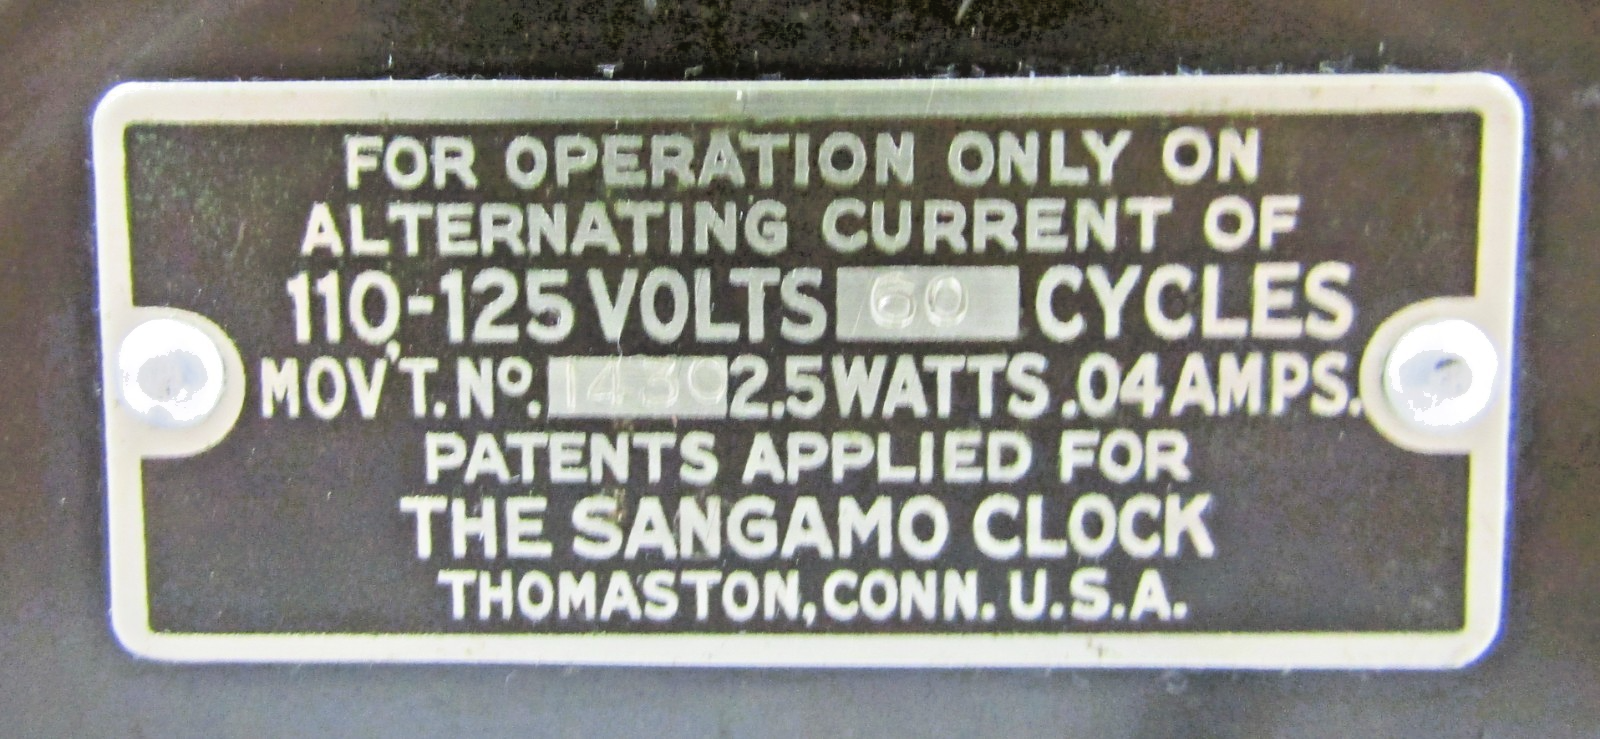 FOR OPERATION ONLY ON
ALTERNATING CURRENT OF
110-125 VOLTS 60 CYCLES
MOV'T. Nº. 1439 2.5 WATTS .04 AMPS.
PATENTS APPLIED FOR
THE SANGAMO CLOCK
THOMASTON, CONN. U.S.A.